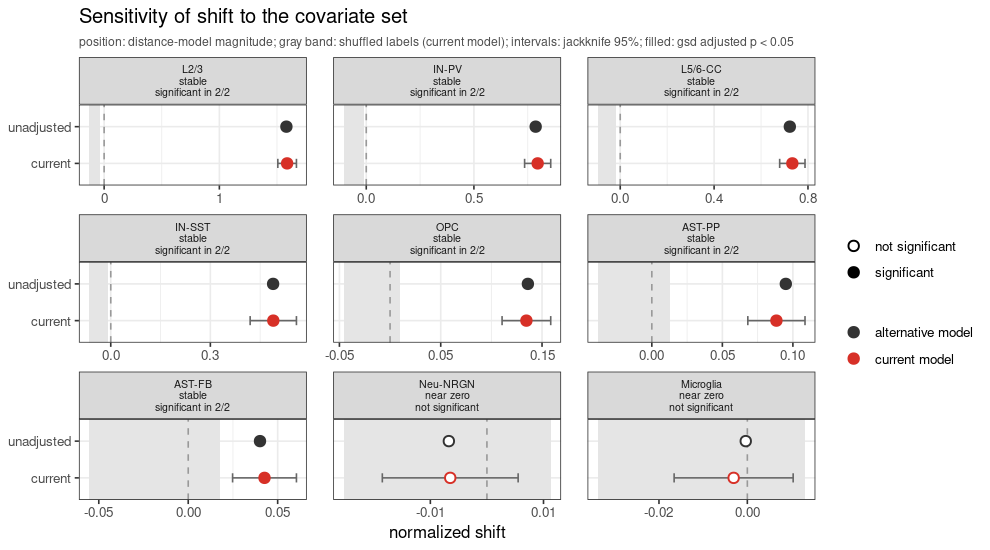 Sensitivity of shift to the covariate set
position: distance-model magnitude; gray band: shuffled labels (current model); intervals: jackknife 95%; filled: gsd adjusted p < 0.05
L2/3
stable
significant in 2/2
IN-PV
stable
significant in 2/2
L5/6-CC
stable
significant in 2/2
unadjusted
current
0
1
0.0
0.5
0.0
0.4
0.8
IN-SST
stable
significant in 2/2
OPC
stable
significant in 2/2
AST-PP
stable
significant in 2/2
unadjusted
current
0.0
0.3
-0.05
0.05
0.15
0.00
0.05
0.10
AST-FB
stable
significant in 2/2
Neu-NRGN
near zero
not significant
Microglia
near zero
not significant
unadjusted
current
-0.05
0.00
0.05
-0.01
0.01
-0.02
0.00
normalized shift
not significant
significant
alternative model
current model